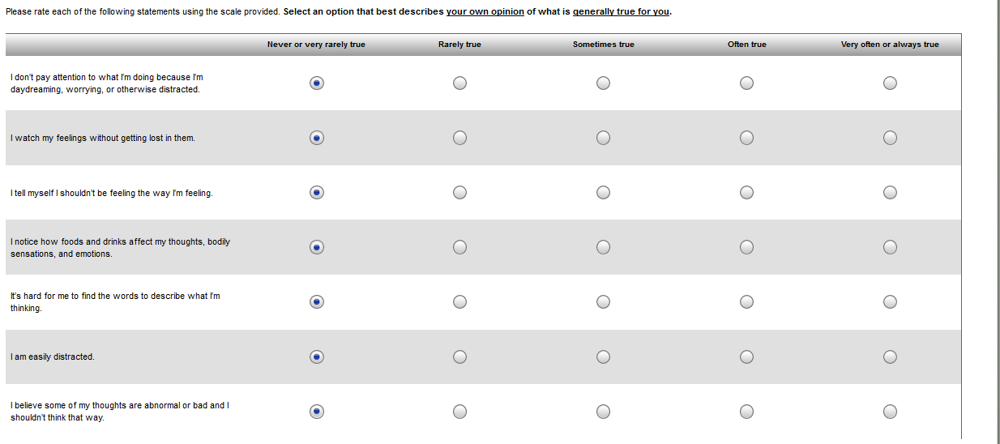 Please rate each of the following statements using the scale provided. Select an option that best describes your own opinion of what is generally true for you.
Never or very rarely true Rarely true Sometimes true Often true Very often or always true
I don't pay attention to what I'm doing because I'm
daydreaming, worrying, or otherwise distracted.
I watch my feelings without getting lost in them.
I tell myself I shouldn't be feeling the way I'm feeling.
I notice how foods and drinks affect my thoughts, bodily
sensations, and emotions.
It's hard for me to find the words to describe what I'm
thinking.
I am easily distracted.
I believe some of my thoughts are abnormal or bad and I
shouldn't think that way.